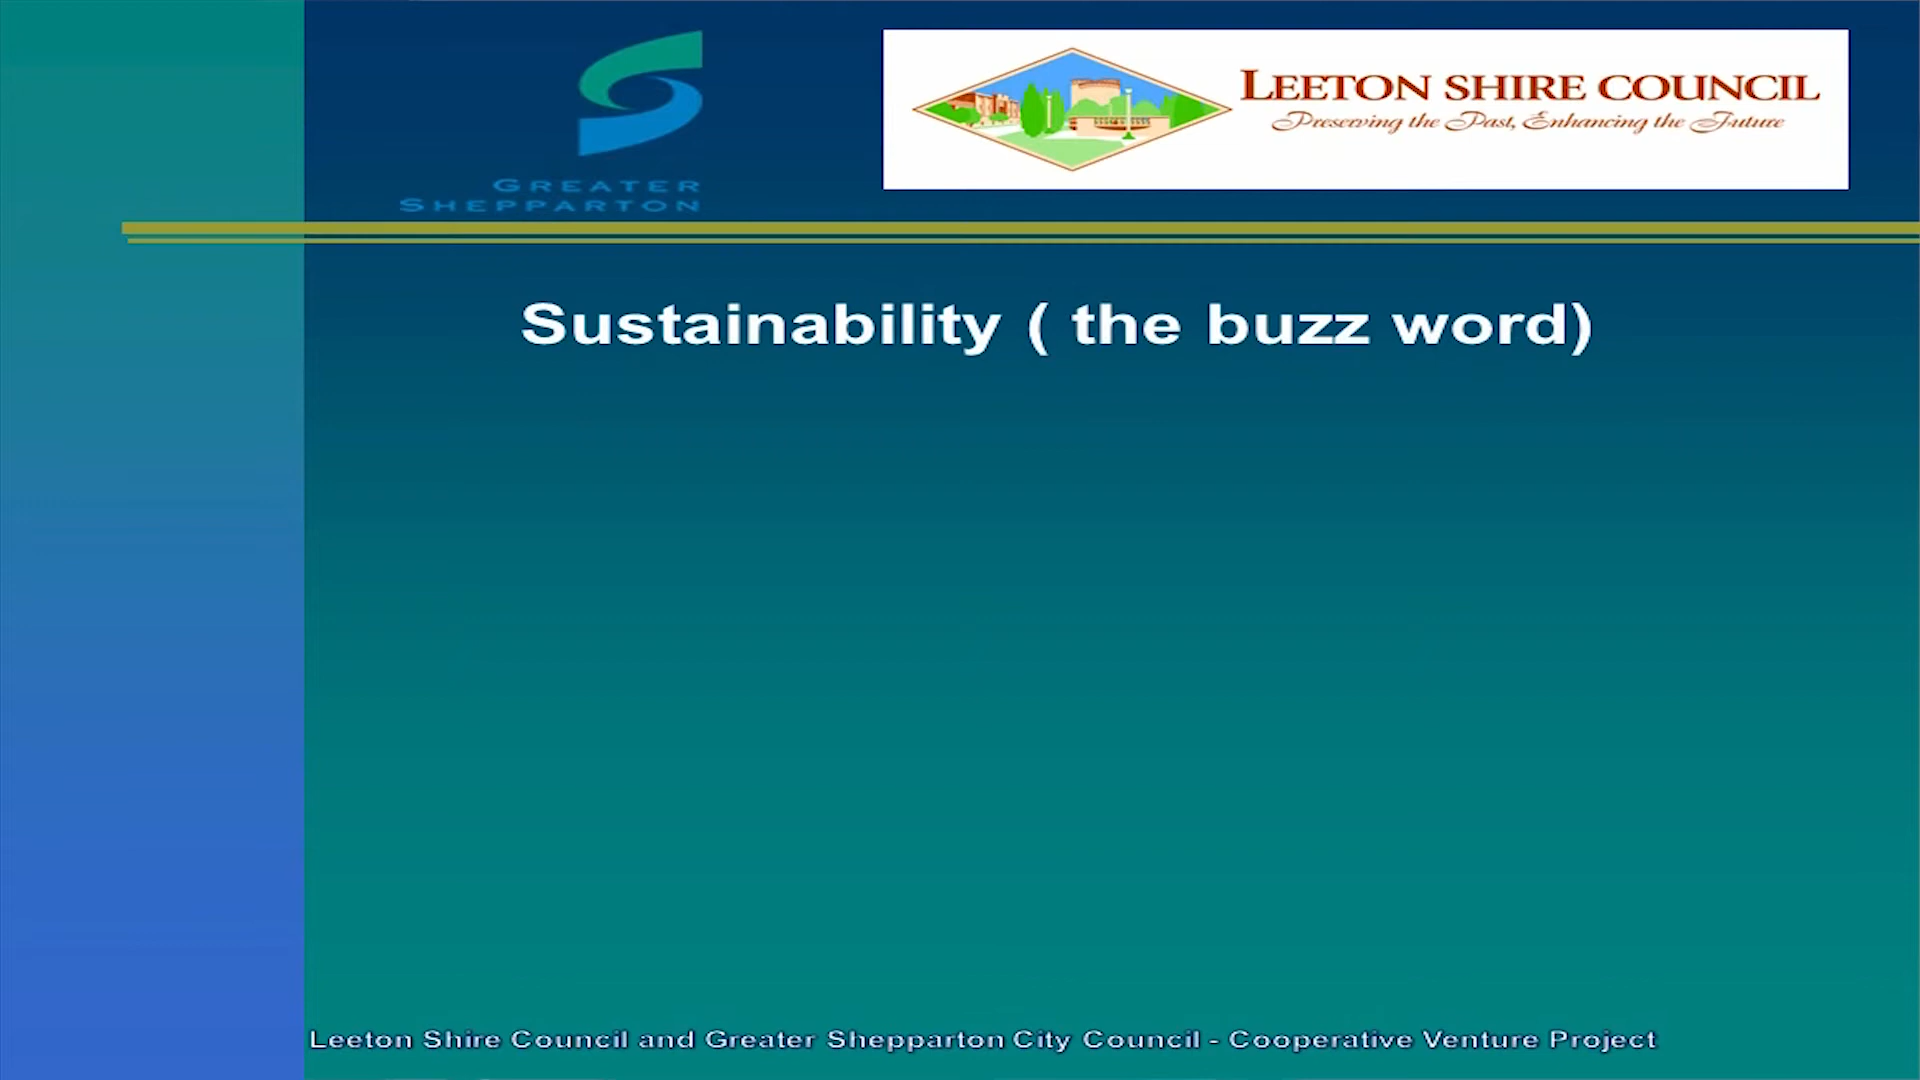 GREATER
SHEPPARTON
LEETON SHIRE COUNCIL
Preserving the Past, Enhancing the Future
Sustainability ( the buzz word)
Leeton Shire Council and Greater Shepparton City Council - Cooperative Venture Project